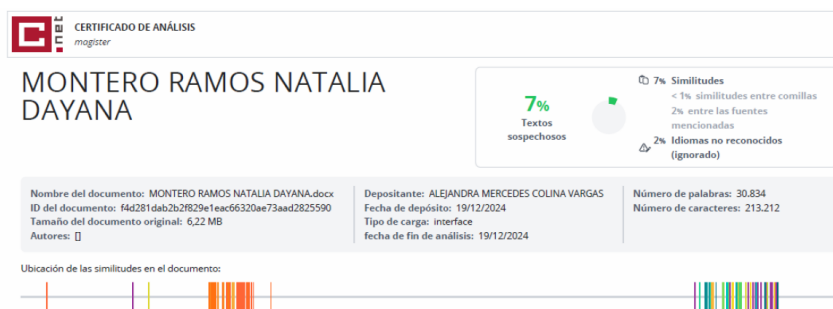 C
.net
CERTIFICADO DE ANÁLISIS
magister
MONTERO RAMOS NATALIA
DAYANA
7%
Textos
sospechosos
7% Similitudes
< 1% similitudes entre comillas
2% entre las fuentes
mencionadas
2% Idiomas no reconocidos
(ignorado)
Nombre del documento: MONTERO RAMOS NATALIA DAYANA.docx
ID del documento: f4d281dab2b2f829e1eac66320ae73aad2825590
Tamaño del documento original: 6,22 MB
Autores: []
Depositante: ALEJANDRA MERCEDES COLINA VARGAS
Fecha de depósito: 19/12/2024
Tipo de carga: interface
fecha de fin de análisis: 19/12/2024
Número de palabras: 30.834
Número de caracteres: 213.212
Ubicación de las similitudes en el documento: